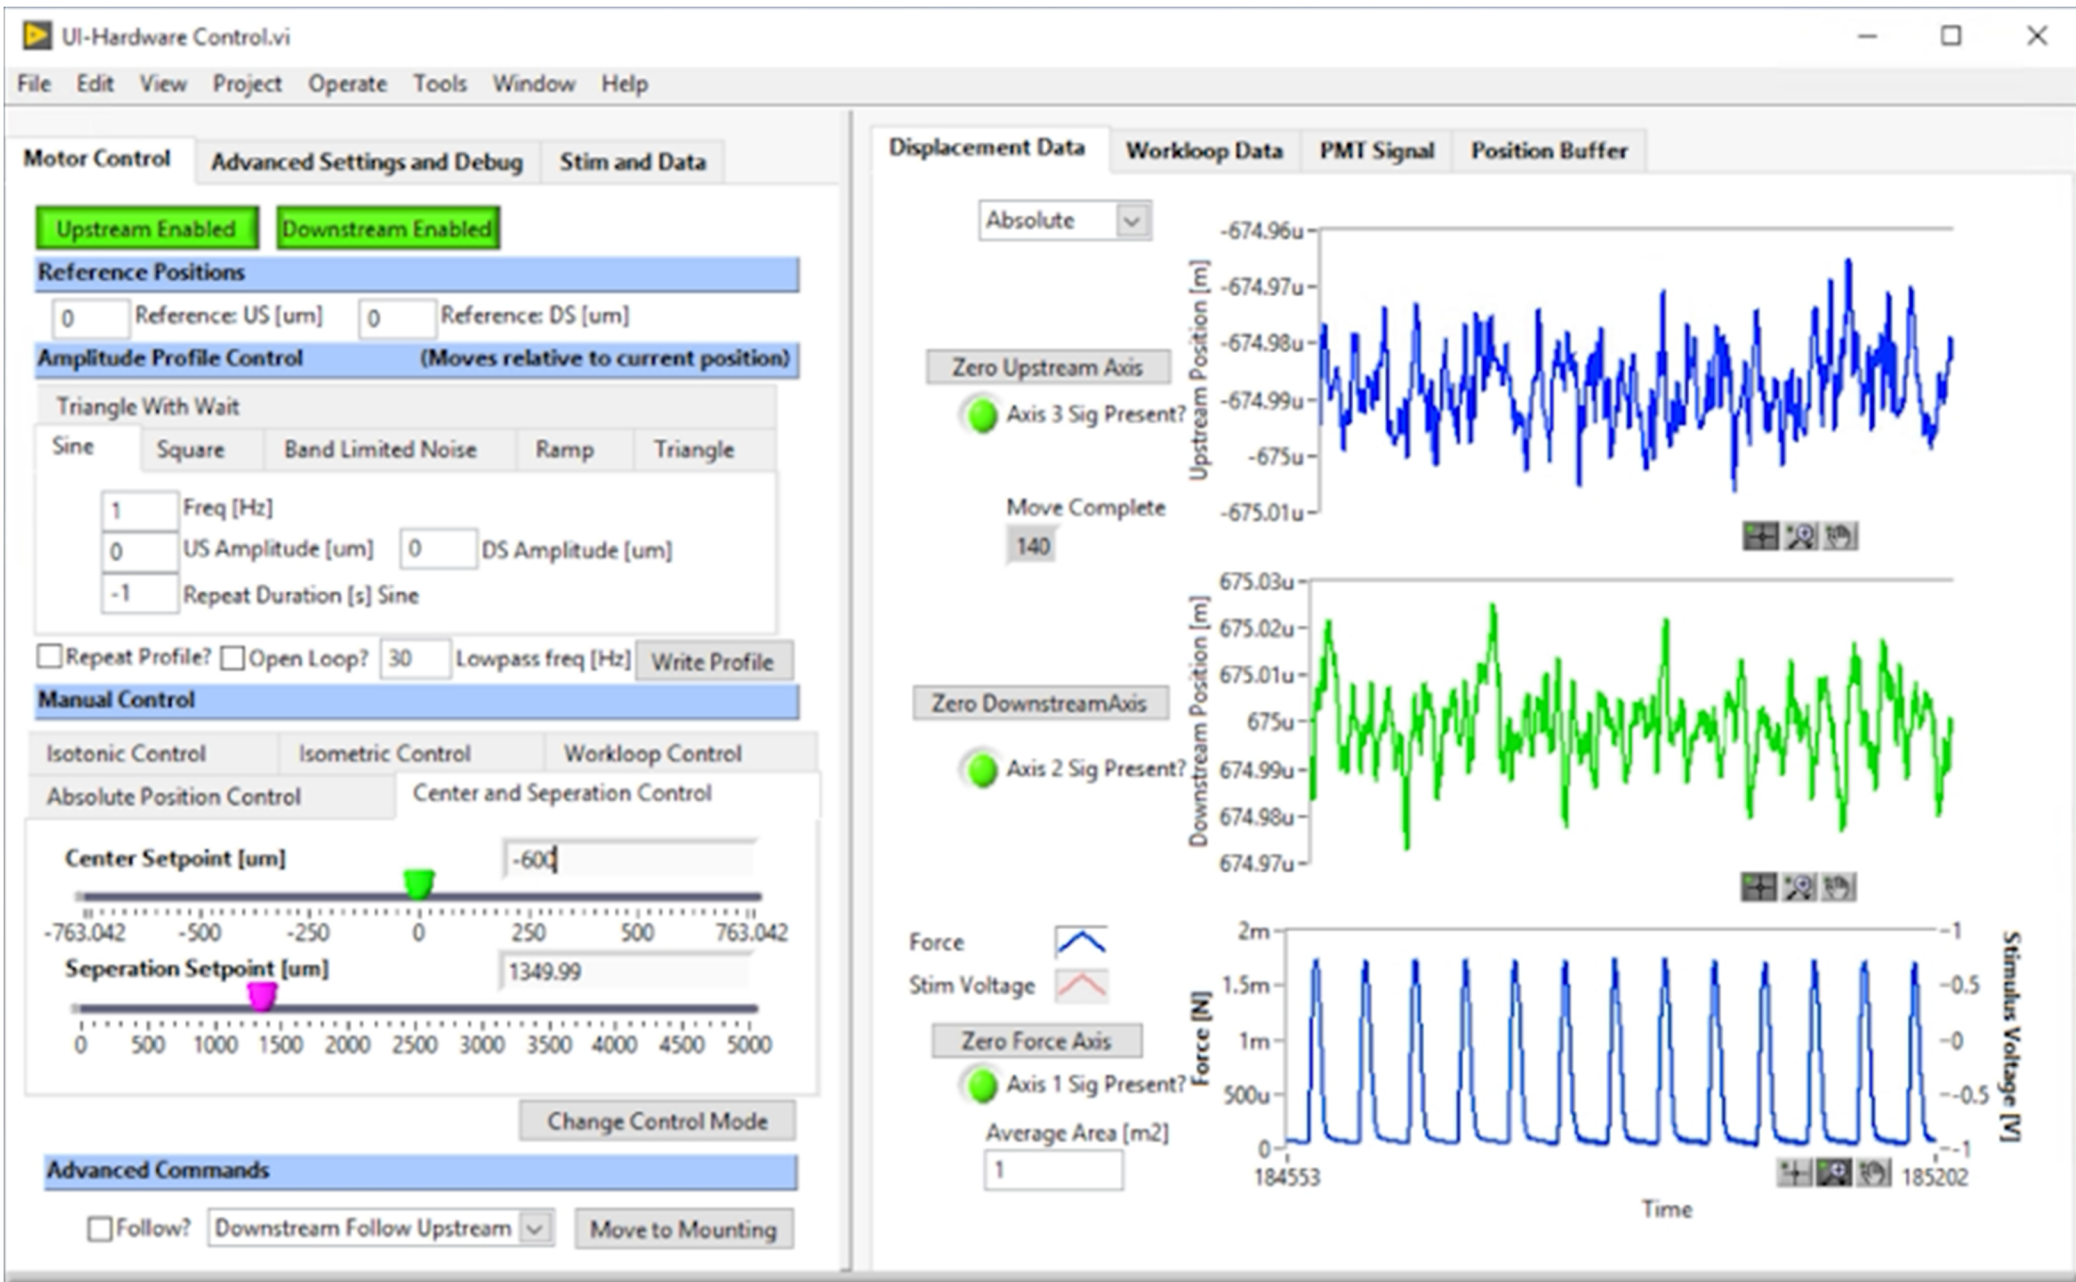 UI-Hardware Control.vi
File Edit View Project Operate Tools Window Help
Motor Control Advanced Settings and Debug Stim and Data
Upstream Enabled Downstream Enabled
Reference Positions
0 Reference: US [um] 0 Reference: DS [um]
Amplitude Profile Control (Moves relative to current position)
Triangle With Wait
Sine Square Band Limited Noise Ramp Triangle
1 Freq [Hz]
0 US Amplitude [um] 0 DS Amplitude [um]
-1 Repeat Duration [s] Sine
Repeat Profile? Open Loop? 30 Lowpass freq [Hz] Write Profile
Manual Control
Isotonic Control Isometric Control Workloop Control
Absolute Position Control Center and Seperation Control
Center Setpoint [um] -600
-763.042 -500 -250 0 250 500 763.042
Seperation Setpoint [um] 1349.99
0 500 1000 1500 2000 2500 3000 3500 4000 4500 5000
Change Control Mode
Advanced Commands
Follow? Downstream Follow Upstream Move to Mounting
Displacement Data Workloop Data PMT Signal Position Buffer
Absolute
Zero Upstream Axis
Axis 3 Sig Present?
Move Complete
140
Upstream Position [m]
-674.96u
-674.97u
-674.98u
-674.99u
-675u
-675.01u
Zero DownstreamAxis
Axis 2 Sig Present?
Downstream Position [m]
675.03u
675.02u
675.01u
675u
674.99u
674.98u
674.97u
Force
Stim Voltage
Zero Force Axis
Axis 1 Sig Present?
Average Area [m2]
1
Force [N]
2m
1.5m
1m
500u
0
1
0.5
0
-0.5
-1
Stimulus Voltage [V]
184553 185202
Time